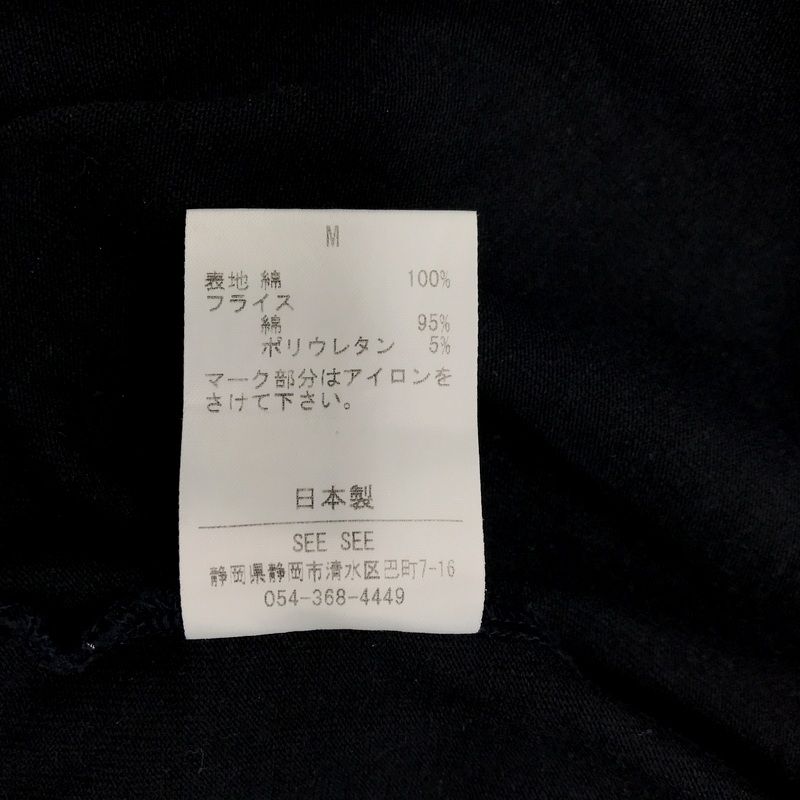 M
表地 綿 100%
フライス
綿 95%
ポリウレタン 5%
マーク部分はアイロンを
さけて下さい。
日本製
SEE SEE
静岡県静岡市清水区巴町7-16
054-368-4449